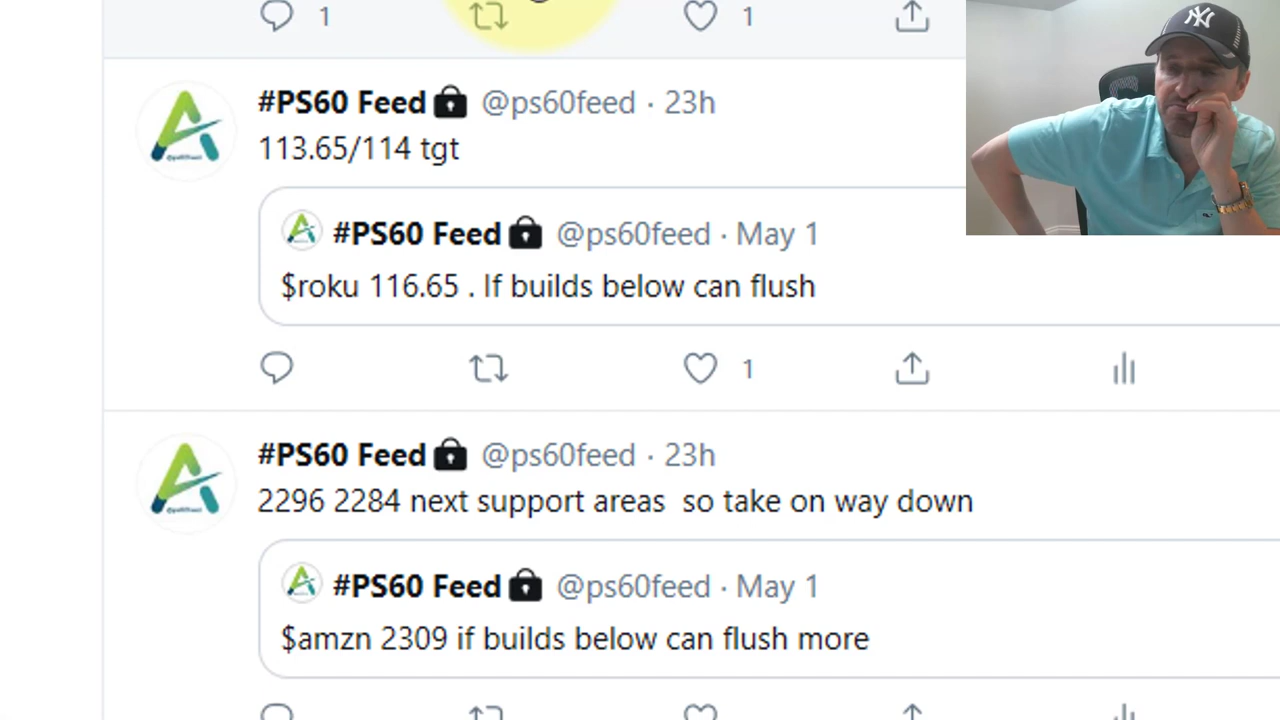 1 1
#PS60 Feed @ps60feed · 23h
113.65/114 tgt
#PS60 Feed @ps60feed · May 1
$roku 116.65 . If builds below can flush
1
#PS60 Feed @ps60feed · 23h
2296 2284 next support areas so take on way down
#PS60 Feed @ps60feed · May 1
$amzn 2309 if builds below can flush more